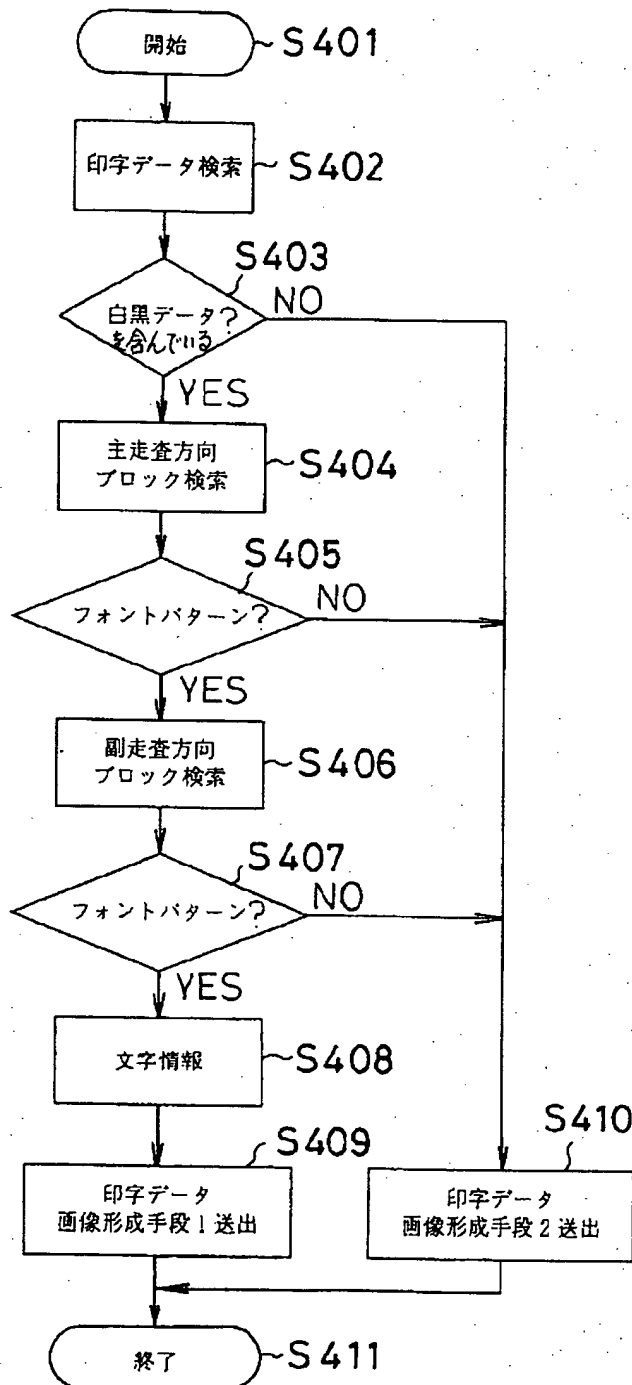 開始
S401
印字データ検索
S402
S403
白黒データ?
を含んでいる
NO
YES
主走査方向
ブロック検索
S404
S405
フォントパターン?
NO
YES
副走査方向
ブロック検索
S406
S407
フォントパターン?
NO
YES
文字情報
S408
S409
印字データ
画像形成手段1送出
S410
印字データ
画像形成手段2送出
終了
S411